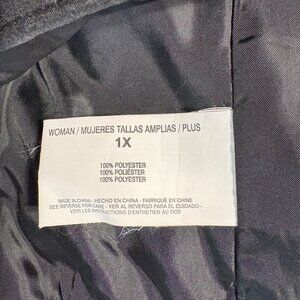 WOMAN / MUJERES TALLAS AMPLIAS / PLUS
1X
100% POLYESTER
100% POLIÉSTER
100% POLYESTER
MADE IN CHINA - HECHO EN CHINA - FABRIQUÉ EN CHINE
SEE REVERSE FOR CARE - VER AL REVERSO PARA EL CUIDADO -
VOIR LES INSTRUCTIONS D'ENTRETIEN AU DOS